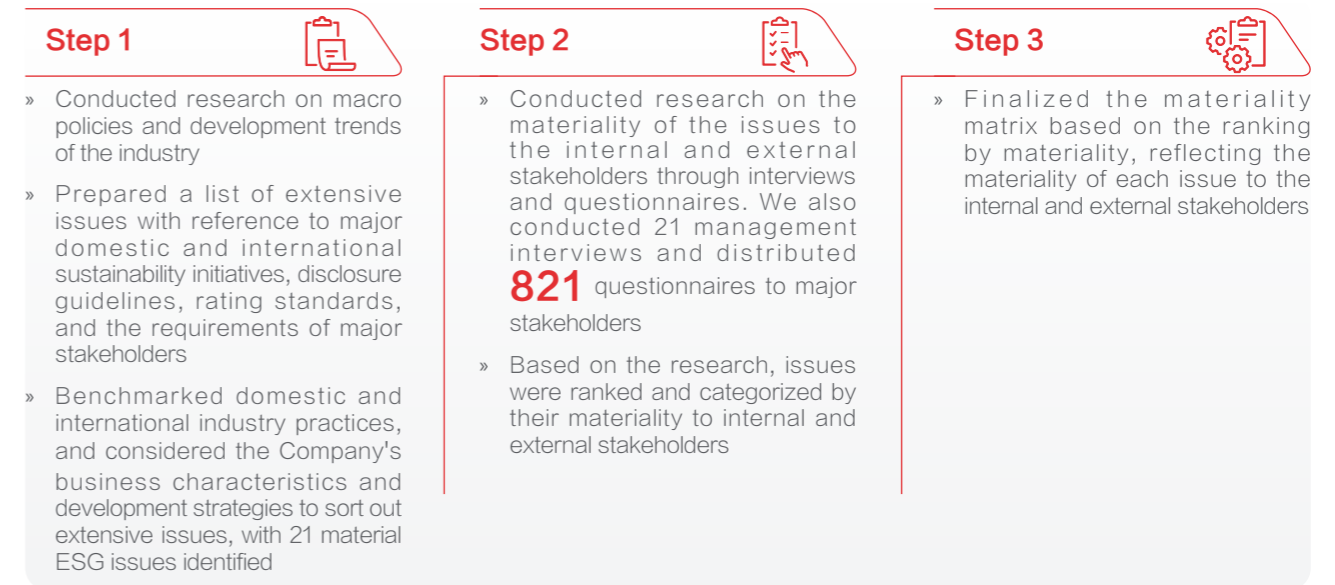 Step 1
» Conducted research on macro
policies and development trends
of the industry
» Prepared a list of extensive
issues with reference to major
domestic and international
sustainability initiatives, disclosure
guidelines, rating standards,
and the requirements of major
stakeholders
» Benchmarked domestic and
international industry practices,
and considered the Company's
business characteristics and
development strategies to sort out
extensive issues, with 21 material
ESG issues identified
Step 2
» Conducted research on the
materiality of the issues to
the internal and external
stakeholders through interviews
and questionnaires. We also
conducted 21 management
interviews and distributed
821 questionnaires to major
stakeholders
» Based on the research, issues
were ranked and categorized by
their materiality to internal and
external stakeholders
Step 3
» Finalized the materiality
matrix based on the ranking
by materiality, reflecting the
materiality of each issue to the
internal and external stakeholders